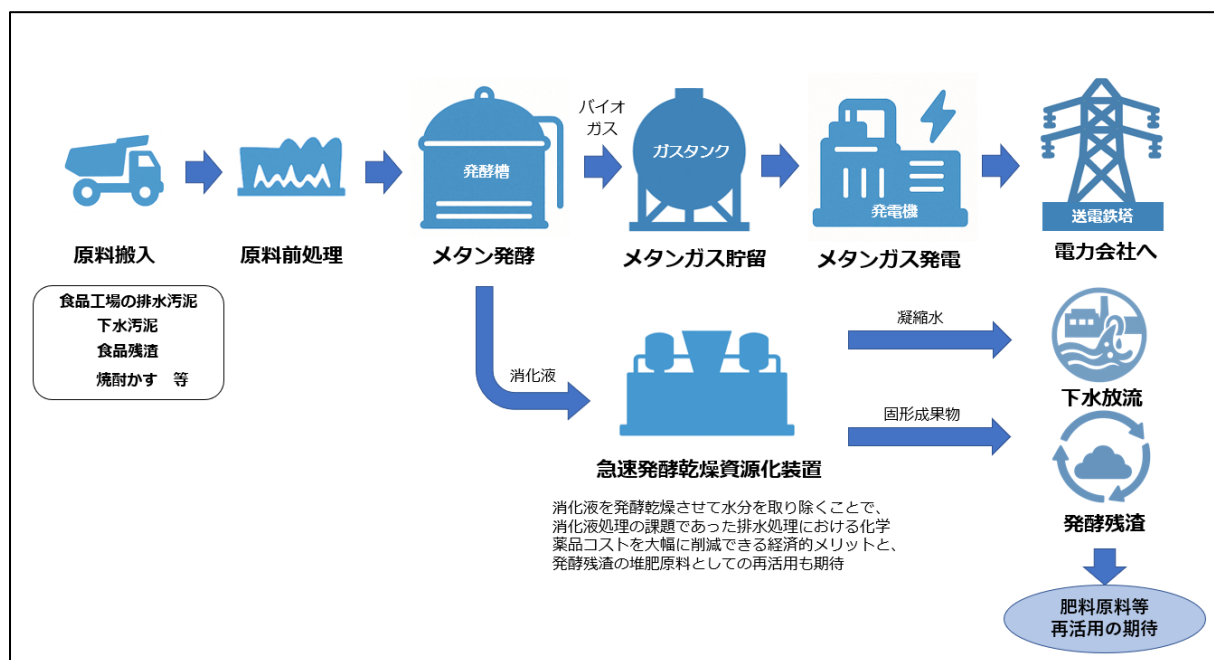 バイオ
ガス
発酵槽
ガスタンク
発電機
送電鉄塔
原料搬入
原料前処理
メタン発酵
メタンガス貯留
メタンガス発電
電力会社へ
食品工場の排水汚泥
下水汚泥
食品残渣
焼酎かす 等
消化液
凝縮水
下水放流
固形成果物
急速発酵乾燥資源化装置
消化液を発酵乾燥させて水分を取り除くことで、
消化液処理の課題であった排水処理における化学
薬品コストを大幅に削減できる経済的メリットと、
発酵残渣の堆肥原料としての再活用も期待
発酵残渣
肥料原料等
再活用の期待